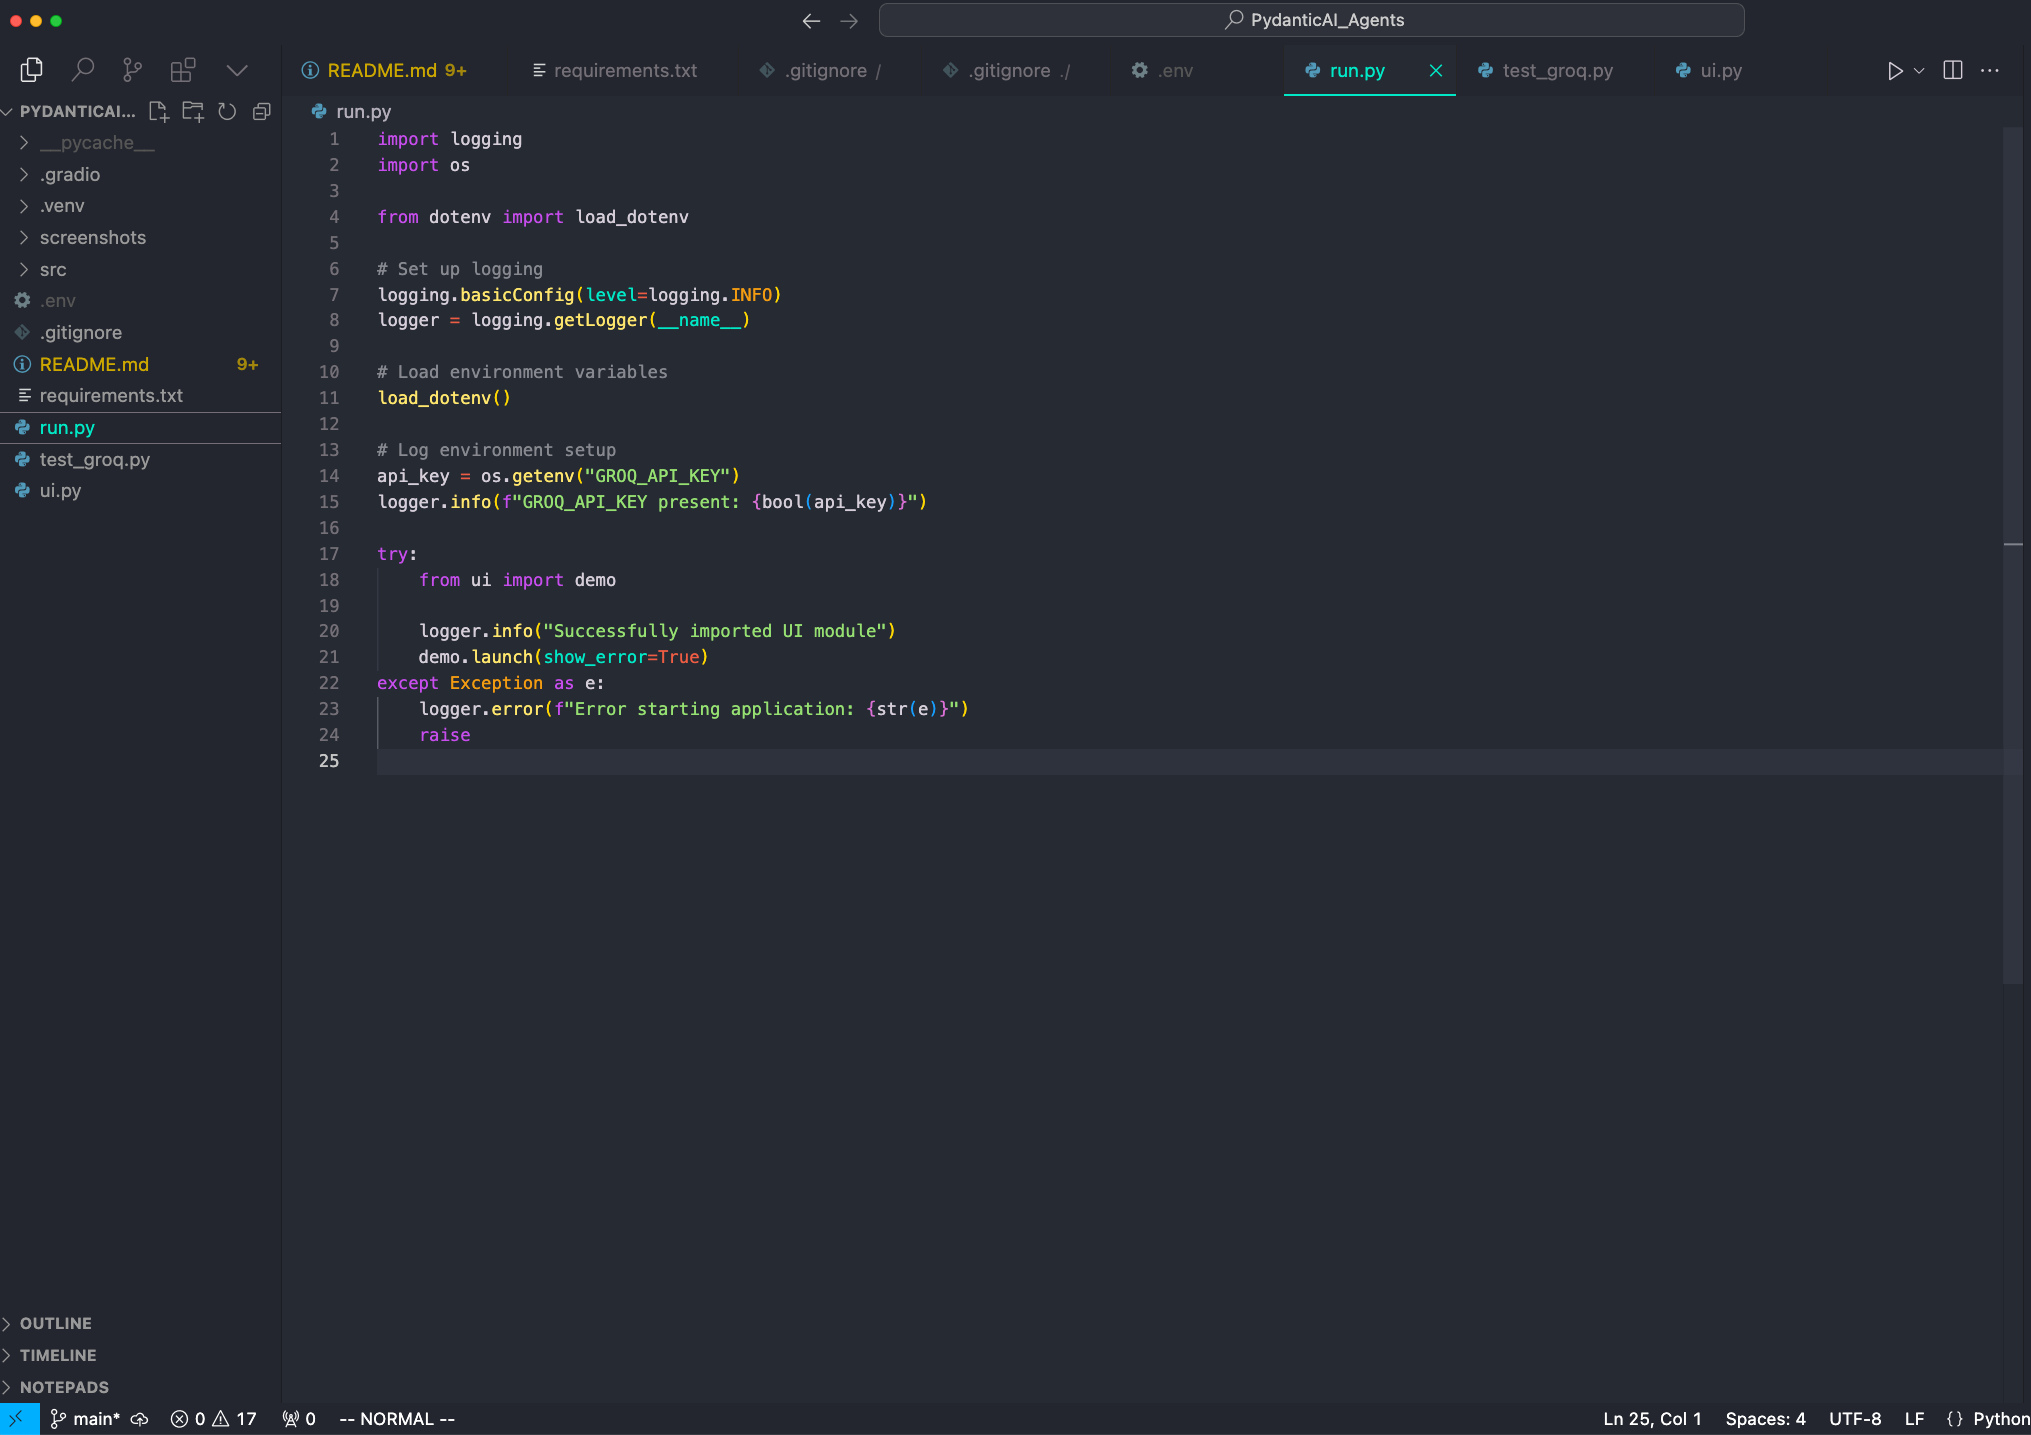 PydanticAI_Agents
README.md 9+ requirements.txt .gitignore / .gitignore ./ .env run.py test_groq.py ui.py
PYDANTICAI...
__pycache__
.gradio
.venv
screenshots
src
.env
.gitignore
README.md 9+
requirements.txt
run.py
test_groq.py
ui.py
OUTLINE
TIMELINE
NOTEPADS
run.py
1 import logging
2 import os
3
4 from dotenv import load_dotenv
5
6 # Set up logging
7 logging.basicConfig(level=logging.INFO)
8 logger = logging.getLogger(__name__)
9
10 # Load environment variables
11 load_dotenv()
12
13 # Log environment setup
14 api_key = os.getenv("GROQ_API_KEY")
15 logger.info(f"GROQ_API_KEY present: {bool(api_key)}")
16
17 try:
18     from ui import demo
19
20     logger.info("Successfully imported UI module")
21     demo.launch(show_error=True)
22 except Exception as e:
23     logger.error(f"Error starting application: {str(e)}")
24     raise
25
main* 0 17 0 -- NORMAL -- Ln 25, Col 1 Spaces: 4 UTF-8 LF {} Python